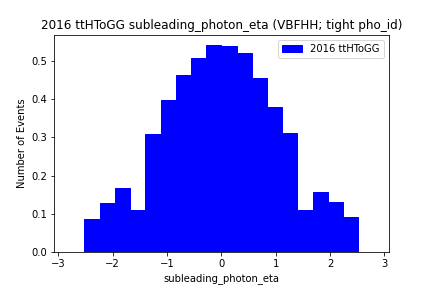 2016 ttHToGG subleading_photon_eta (VBFHH; tight pho_id)
2016 ttHToGG
Number of Events
0.5
0.4
0.3
0.2
0.1
0.0
−3 −2 −1 0 1 2 3
subleading_photon_eta